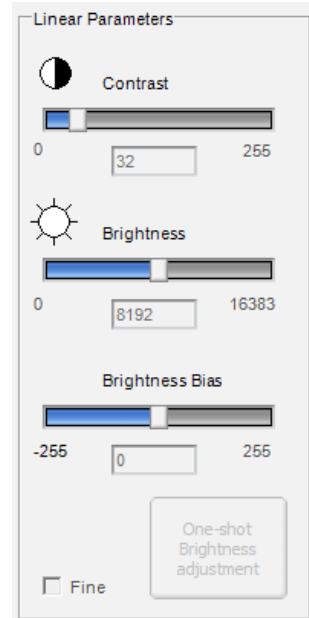 Linear Parameters
Contrast
0 32 255
Brightness
0 8192 16383
Brightness Bias
-255 0 255
One-shot
Brightness
adjustment
Fine